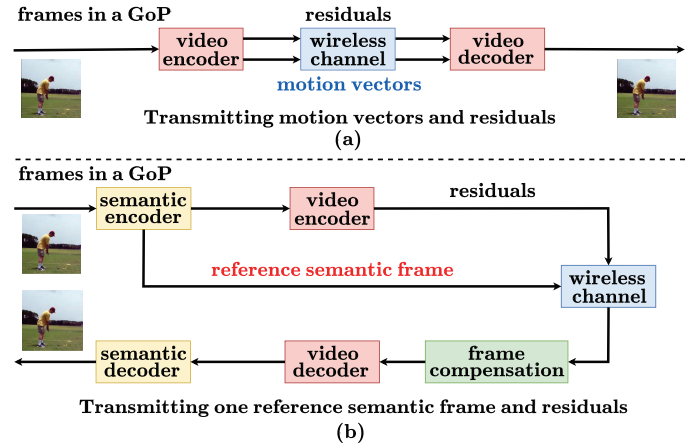 frames in a GoP
residuals
video
encoder
wireless
channel
video
decoder
motion vectors
Transmitting motion vectors and residuals
(a)
frames in a GoP
semantic
encoder
video
encoder
residuals
reference semantic frame
wireless
channel
semantic
decoder
video
decoder
frame
compensation
Transmitting one reference semantic frame and residuals
(b)